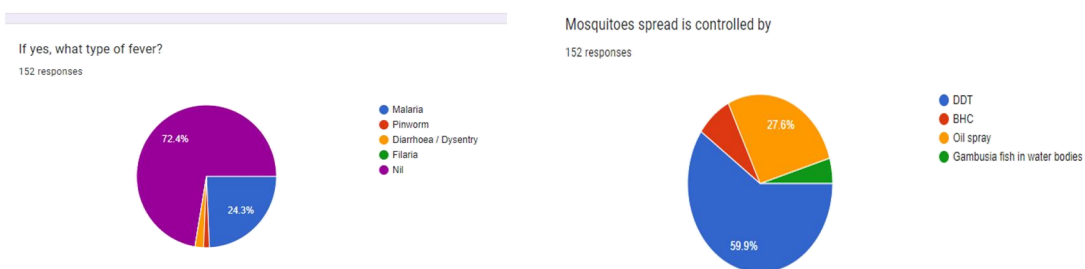 If yes, what type of fever?
152 responses
Malaria
Pinworm
Diarrhoea / Dysentry
Filaria
Nil
72.4%
24.3%
Mosquitoes spread is controlled by
152 responses
DDT
BHC
Oil spray
Gambusia fish in water bodies
27.6%
59.9%